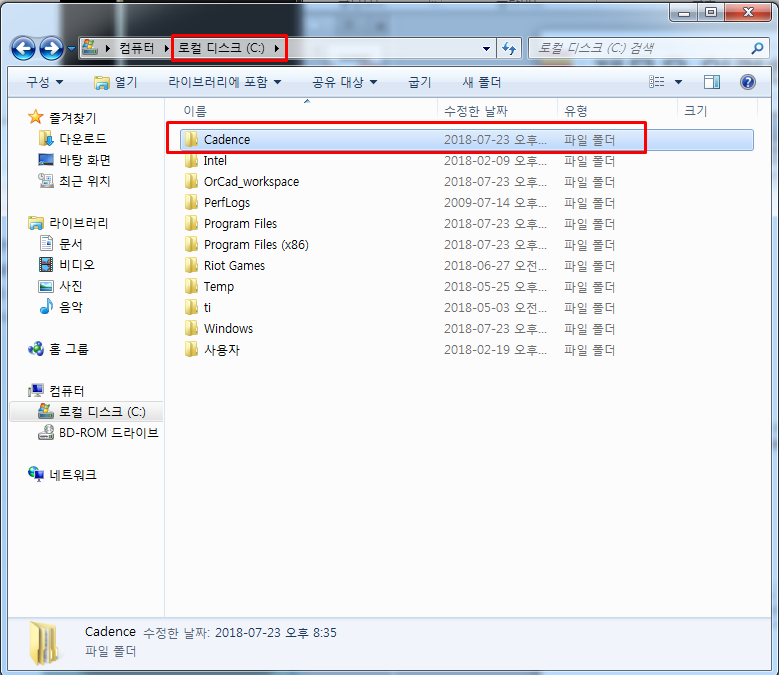 컴퓨터 로컬 디스크 (C:) 로컬 디스크 (C:) 검색
구성 열기 라이브러리에 포함 공유 대상 굽기 새 폴더
이름 수정한 날짜 유형 크기
즐겨찾기
다운로드
바탕 화면
최근 위치
라이브러리
문서
비디오
사진
음악
홈 그룹
컴퓨터
로컬 디스크 (C:)
BD-ROM 드라이브
네트워크
Cadence 2018-07-23 오후... 파일 폴더
Intel 2018-02-09 오후... 파일 폴더
OrCad_workspace 2018-07-23 오후... 파일 폴더
PerfLogs 2009-07-14 오후... 파일 폴더
Program Files 2018-07-23 오후... 파일 폴더
Program Files (x86) 2018-07-23 오후... 파일 폴더
Riot Games 2018-06-27 오전... 파일 폴더
Temp 2018-05-25 오후... 파일 폴더
ti 2018-05-03 오전... 파일 폴더
Windows 2018-07-23 오후... 파일 폴더
사용자 2018-02-19 오후... 파일 폴더
Cadence 수정한 날짜: 2018-07-23 오후 8:35
파일 폴더